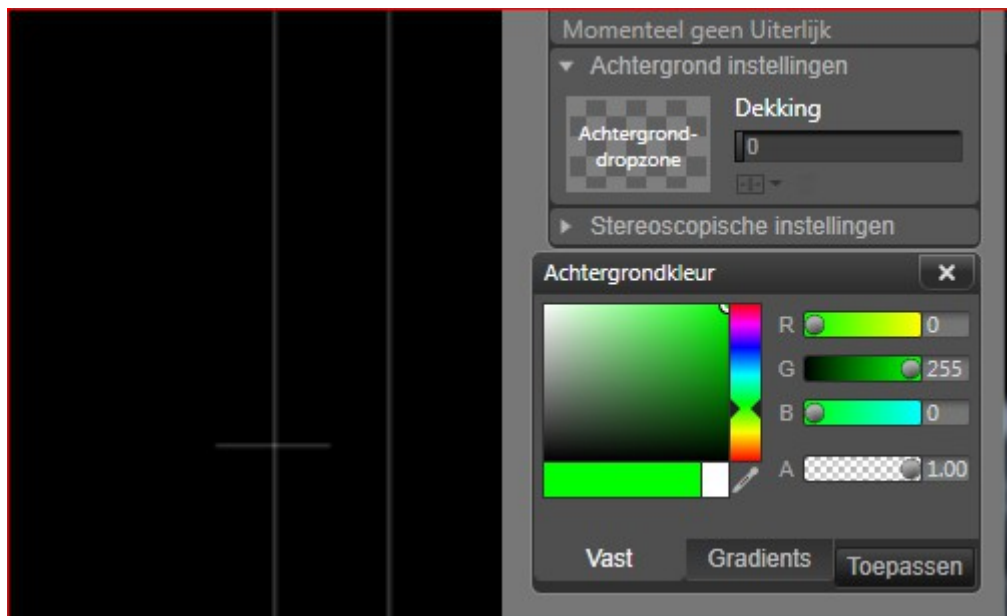 Momenteel geen Uiterlijk
Achtergrond instellingen
Achtergrond-
dropzone
Dekking
0
Stereoscopische instellingen
Achtergrondkleur
R 0
G 255
B 0
A 1.00
Vast Gradients Toepassen